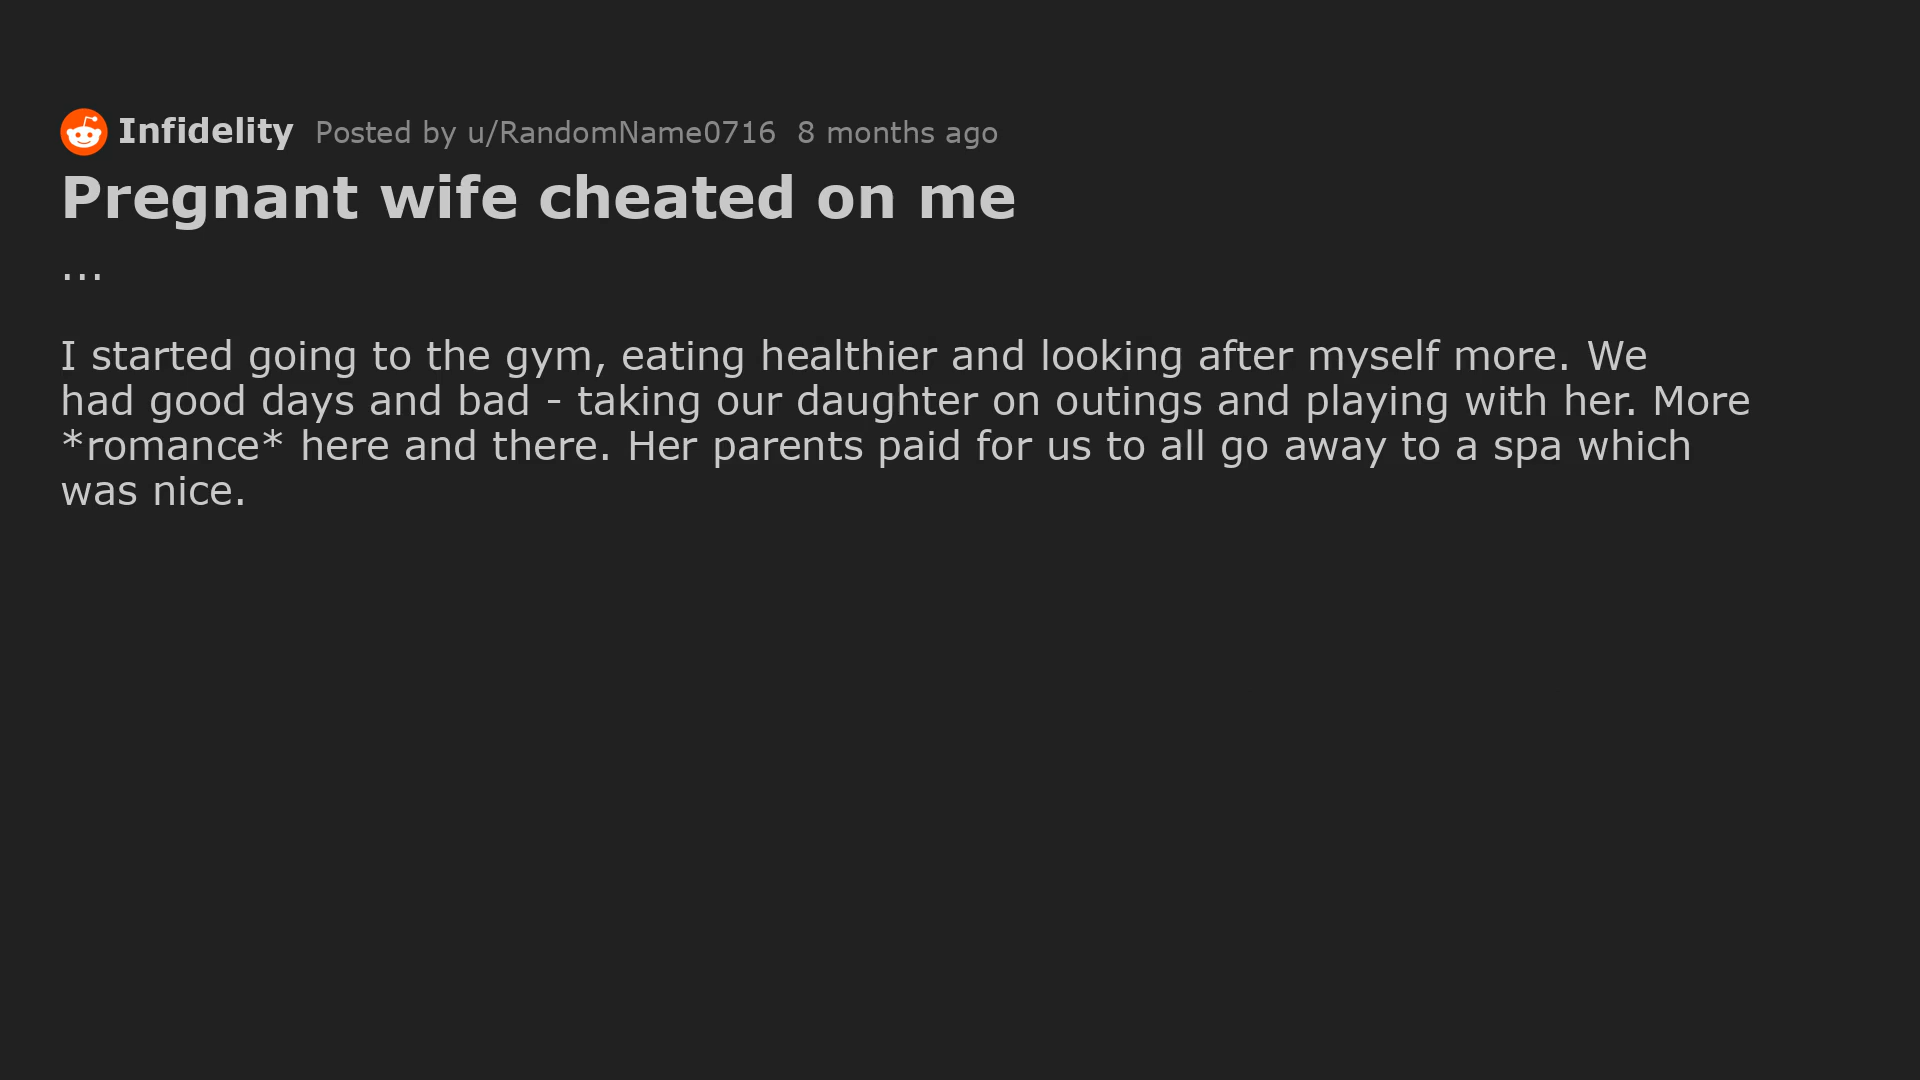 Infidelity Posted by u/RandomName0716 8 months ago
Pregnant wife cheated on me
...
I started going to the gym, eating healthier and looking after myself more. We
had good days and bad - taking our daughter on outings and playing with her. More
*romance* here and there. Her parents paid for us to all go away to a spa which
was nice.